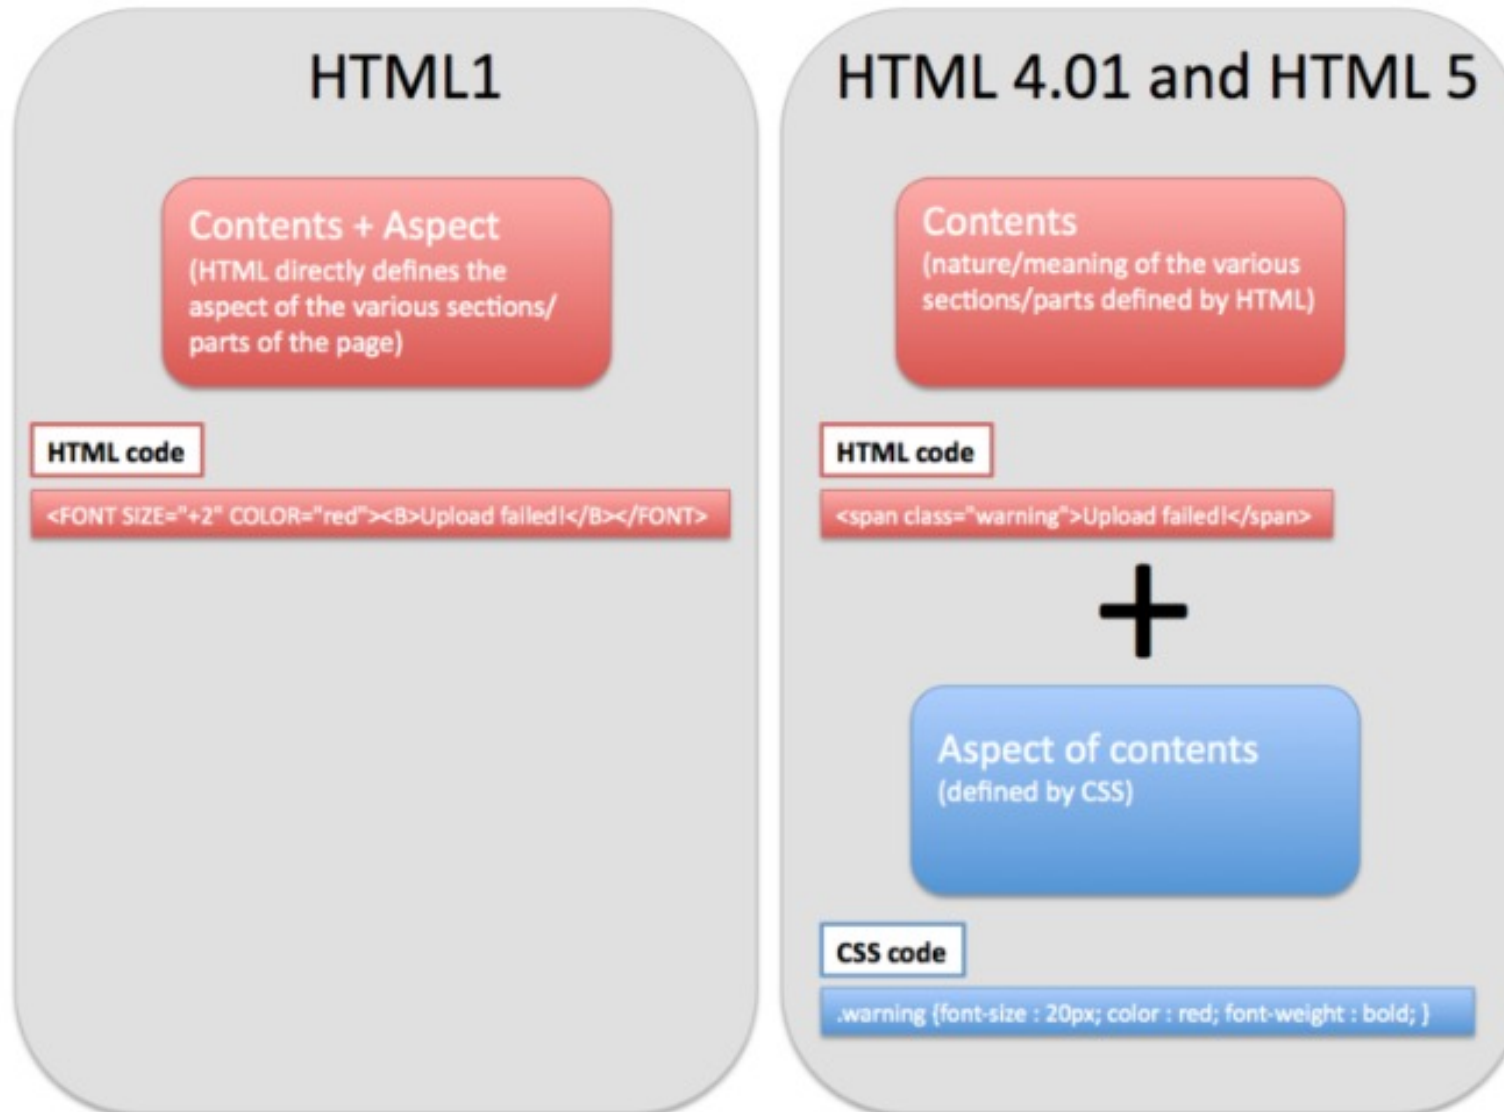 HTML1
Contents + Aspect
(HTML directly defines the
aspect of the various sections/
parts of the page)
HTML code
<FONT SIZE="+2" COLOR="red"><B>Upload failed!</B></FONT>
HTML 4.01 and HTML 5
Contents
(nature/meaning of the various
sections/parts defined by HTML)
HTML code
<span class="warning">Upload failed!</span>
+
Aspect of contents
(defined by CSS)
CSS code
.warning {font-size : 20px; color : red; font-weight : bold; }